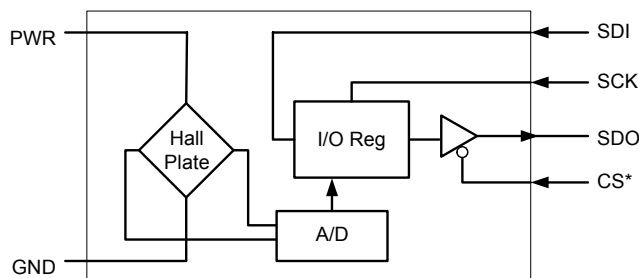 PWR
SDI
SCK
Hall
Plate
I/O Reg
SDO
CS*
A/D
GND